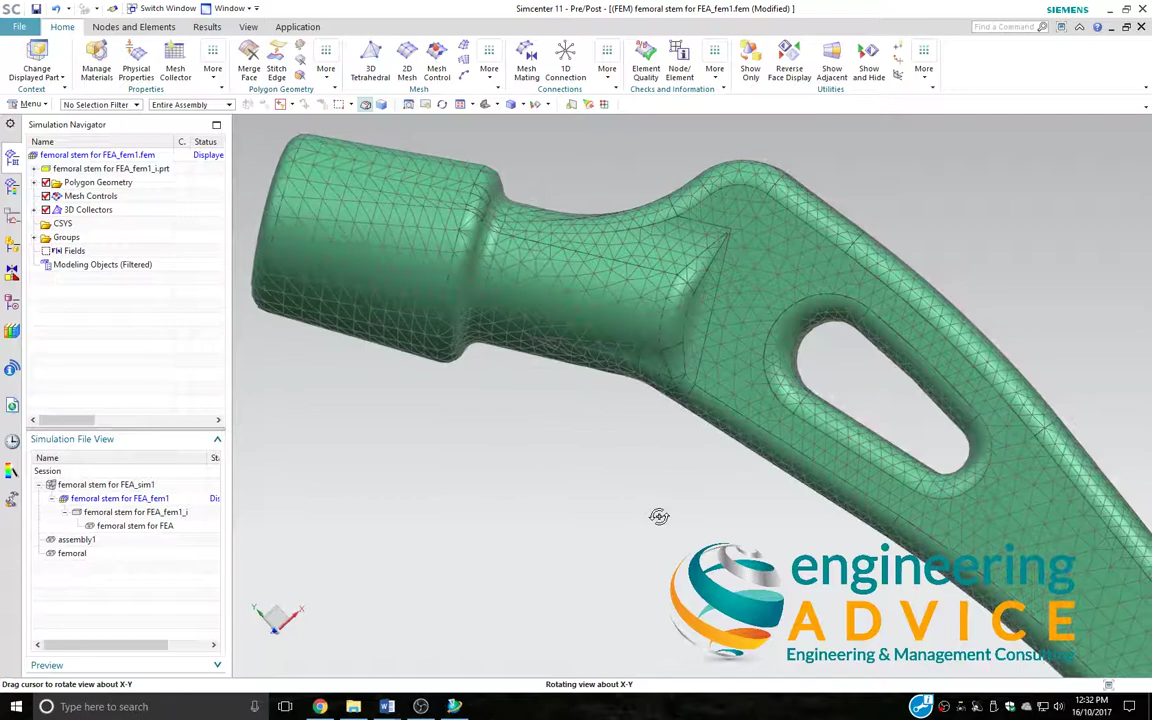 SC
Switch Window
Window
Simcenter 11 - Pre/Post - [(FEM) femoral stem for FEA_fem1.fem (Modified) ]
SIEMENS
File
Home
Nodes and Elements
Results
View
Application
Find a Command
Change Displayed Part
Manage Materials
Physical Properties
Mesh Collector
More
Merge Face
Stitch Edge
More
3D Tetrahedral
2D Mesh
Mesh Control
More
Mesh Mating
1D Connection
More
Element Quality
Node/ Element
More
Show Only
Reverse Face Display
Show Adjacent
Show and Hide
More
Context
Properties
Polygon Geometry
Mesh
Connections
Checks and Information
Utilities
Menu
No Selection Filter
Entire Assembly
Simulation Navigator
Name
C.
Status
femoral stem for FEA_fem1.fem
Displaye
femoral stem for FEA_fem1_i.prt
Polygon Geometry
Mesh Controls
3D Collectors
CSYS
Groups
Fields
Modeling Objects (Filtered)
Simulation File View
Name
Sta
Session
femoral stem for FEA_sim1
femoral stem for FEA_fem1
Dis
femoral stem for FEA_fem1_i
femoral stem for FEA
assembly1
femoral
Preview
Y
X
engineering
ADVICE
Engineering & Management Consulting
Drag cursor to rotate view about X-Y
Rotating view about X-Y
Type here to search
12:32 PM
16/10/2017